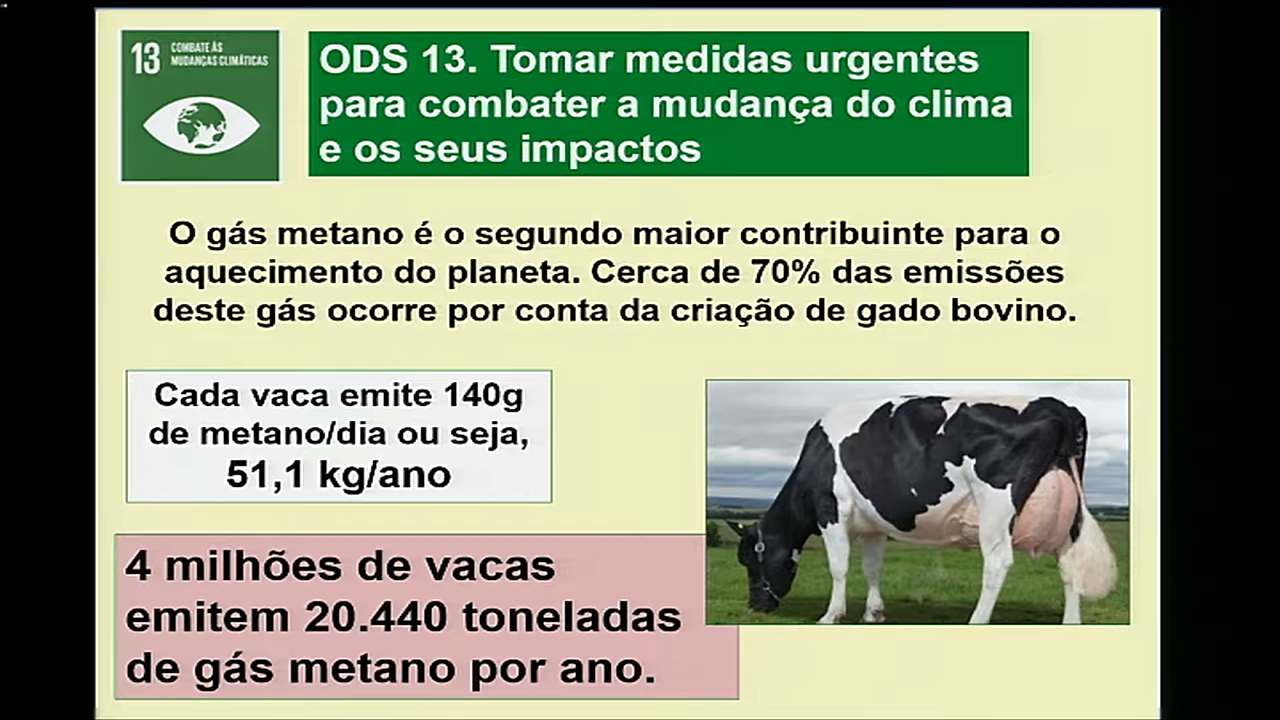 13 COMBATE ÀS
MUDANÇAS CLIMÁTICAS
ODS 13. Tomar medidas urgentes
para combater a mudança do clima
e os seus impactos
O gás metano é o segundo maior contribuinte para o
aquecimento do planeta. Cerca de 70% das emissões
deste gás ocorre por conta da criação de gado bovino.
Cada vaca emite 140g
de metano/dia ou seja,
51,1 kg/ano
4 milhões de vacas
emitem 20.440 toneladas
de gás metano por ano.